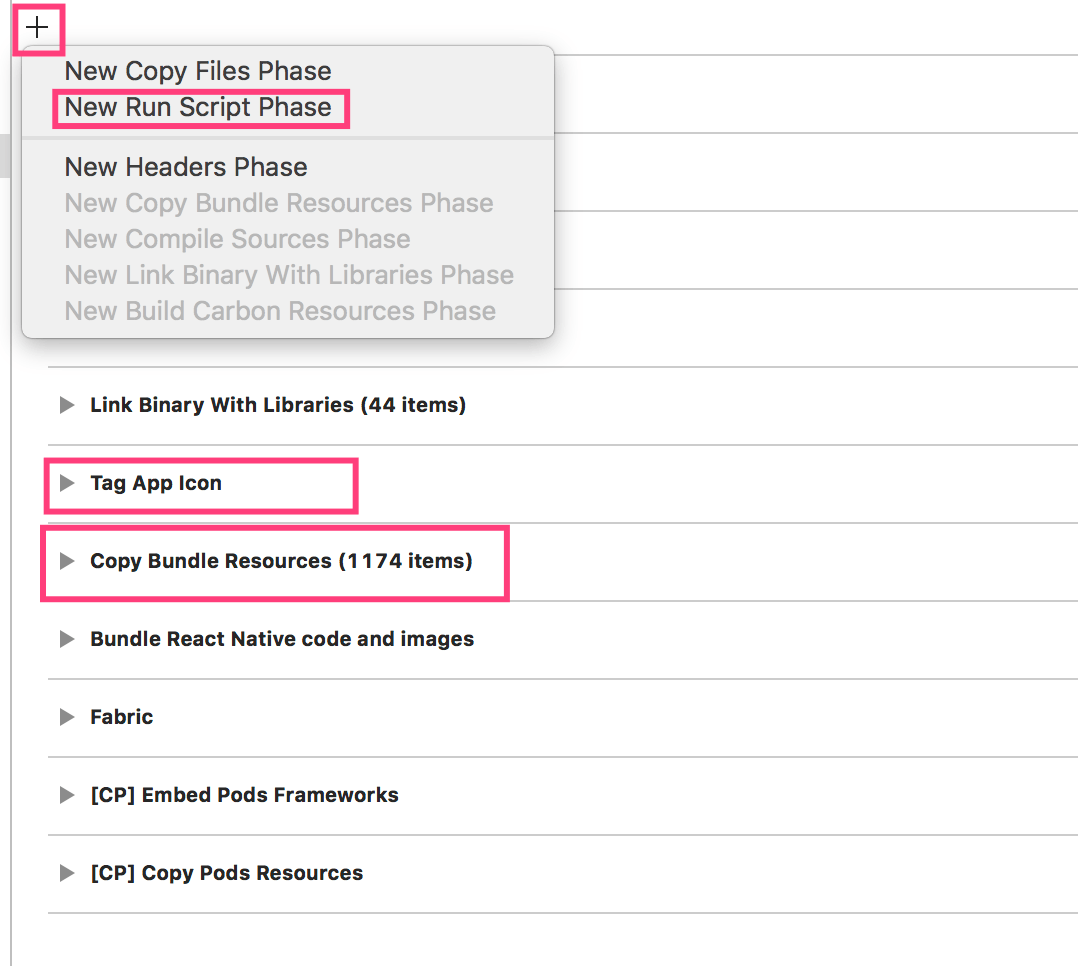 +
New Copy Files Phase
New Run Script Phase
New Headers Phase
New Copy Bundle Resources Phase
New Compile Sources Phase
New Link Binary With Libraries Phase
New Build Carbon Resources Phase
Link Binary With Libraries (44 items)
Tag App Icon
Copy Bundle Resources (1174 items)
Bundle React Native code and images
Fabric
[CP] Embed Pods Frameworks
[CP] Copy Pods Resources